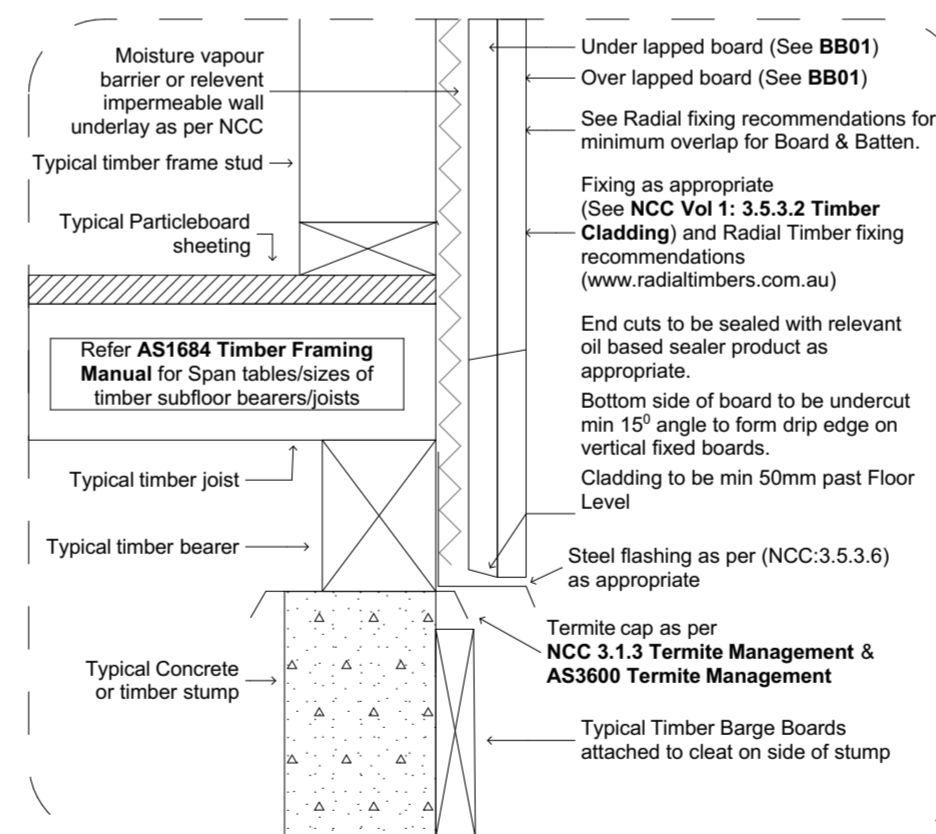 Moisture vapour
barrier or relevent
impermeable wall
underlay as per NCC
Typical timber frame stud
Typical Particleboard
sheeting
Refer AS1684 Timber Framing
Manual for Span tables/sizes of
timber subfloor bearers/joists
Typical timber joist
Typical timber bearer
Typical Concrete
or timber stump
Under lapped board (See BB01)
Over lapped board (See BB01)
See Radial fixing recommendations for
minimum overlap for Board & Batten.
Fixing as appropriate
(See NCC Vol 1: 3.5.3.2 Timber
Cladding) and Radial Timber fixing
recommendations
(www.radialtimbers.com.au)
End cuts to be sealed with relevant
oil based sealer product as
appropriate.
Bottom side of board to be undercut
min 15⁰ angle to form drip edge on
vertical fixed boards.
Cladding to be min 50mm past Floor
Level
Steel flashing as per (NCC:3.5.3.6)
as appropriate
Termite cap as per
NCC 3.1.3 Termite Management &
AS3600 Termite Management
Typical Timber Barge Boards
attached to cleat on side of stump